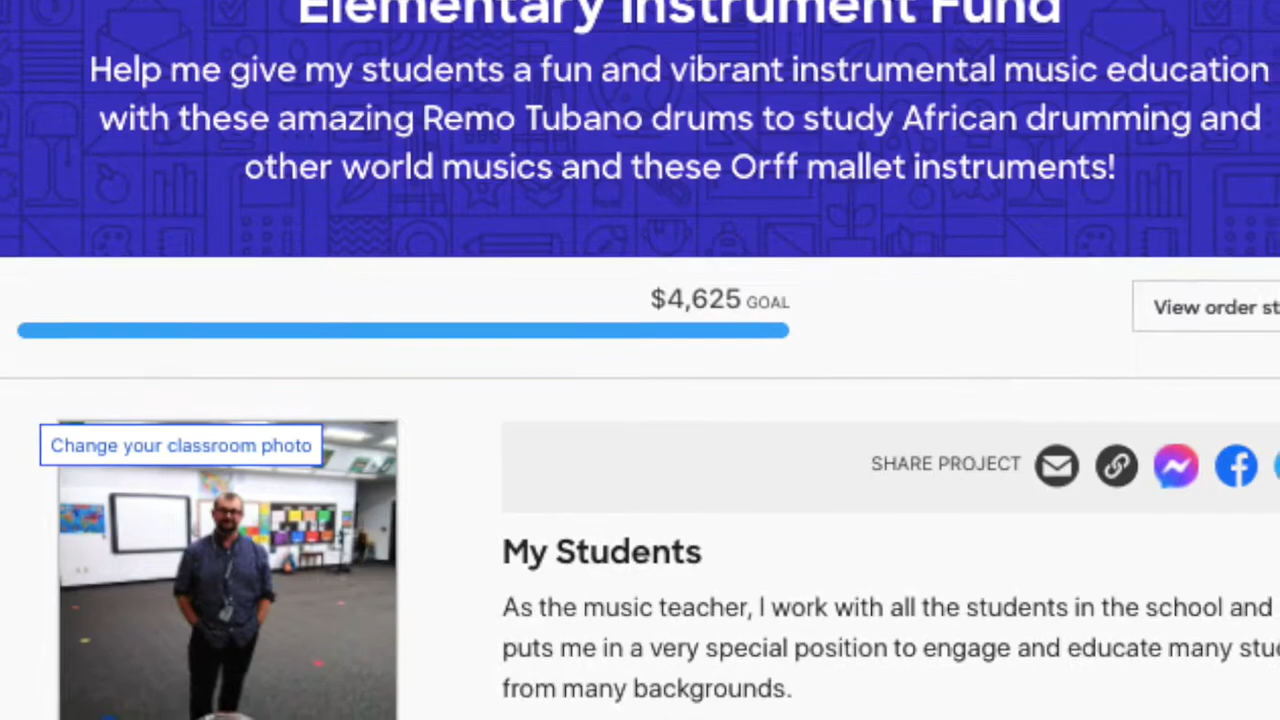 Elementary Instrument Fund
Help me give my students a fun and vibrant instrumental music education
with these amazing Remo Tubano drums to study African drumming and
other world musics and these Orff mallet instruments!
$4,625 GOAL
View order st
Change your classroom photo
SHARE PROJECT
My Students
As the music teacher, I work with all the students in the school and
puts me in a very special position to engage and educate many stu
from many backgrounds.